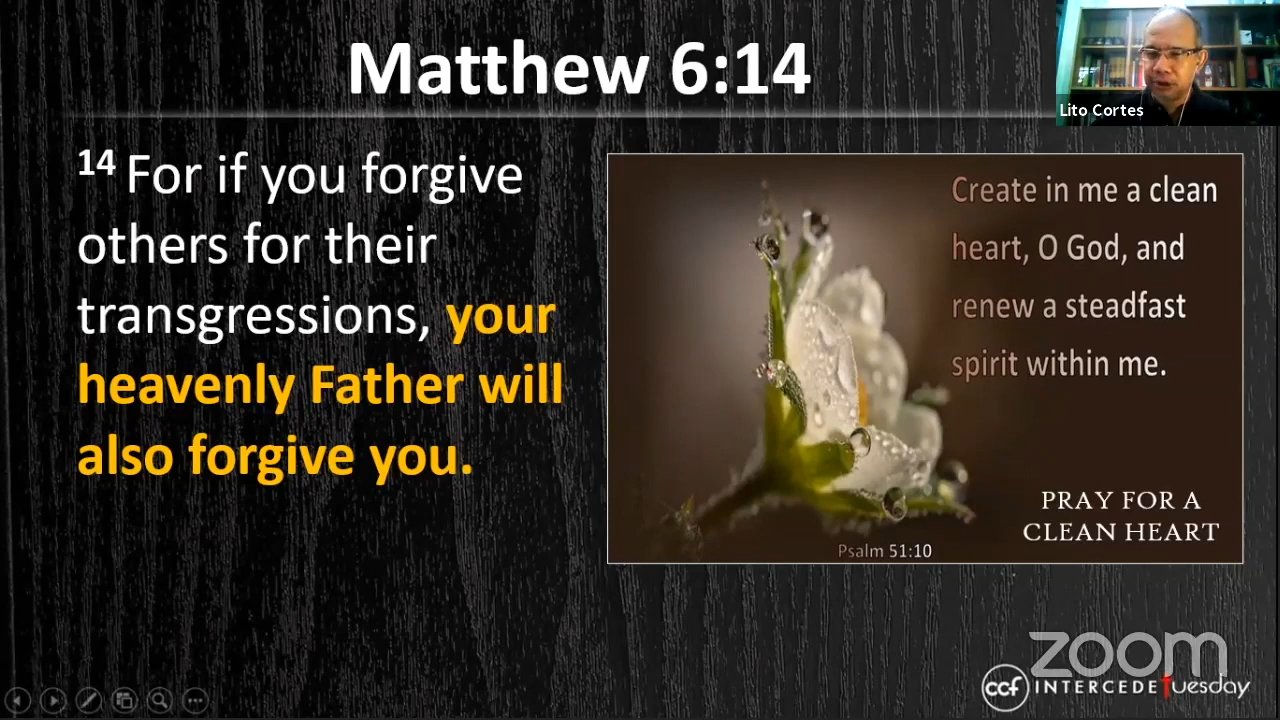 Matthew 6:14
Lito Cortes
14 For if you forgive
others for their
transgressions, your
heavenly Father will
also forgive you.
Create in me a clean
heart, O God, and
renew a steadfast
spirit within me.
PRAY FOR A
CLEAN HEART
Psalm 51:10
zoom
ccf INTERCEDE Tuesday